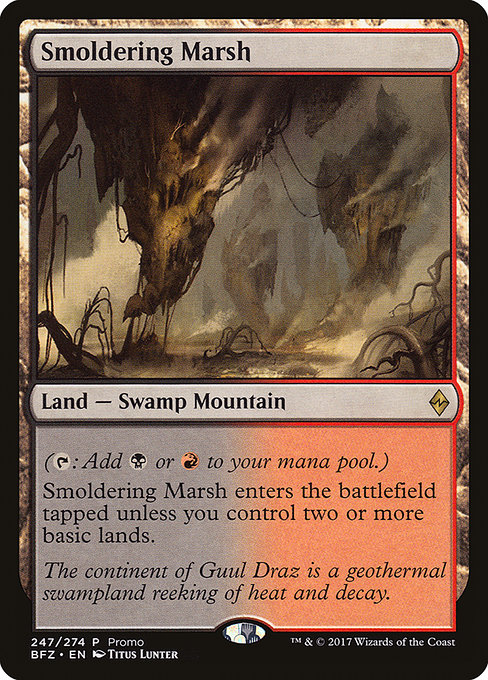 Smoldering Marsh
Land — Swamp Mountain
(: Add or to your mana pool.)
Smoldering Marsh enters the battlefield
tapped unless you control two or more
basic lands.
The continent of Guul Draz is a geothermal
swampland reeking of heat and decay.
247/274 P Promo
BFZ • EN Titus Lunter
™ & © 2017 Wizards of the Coast